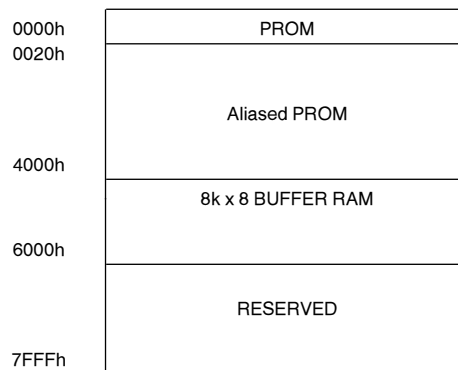 0000h
PROM
0020h
Aliased PROM
4000h
8k x 8 BUFFER RAM
6000h
RESERVED
7FFFh